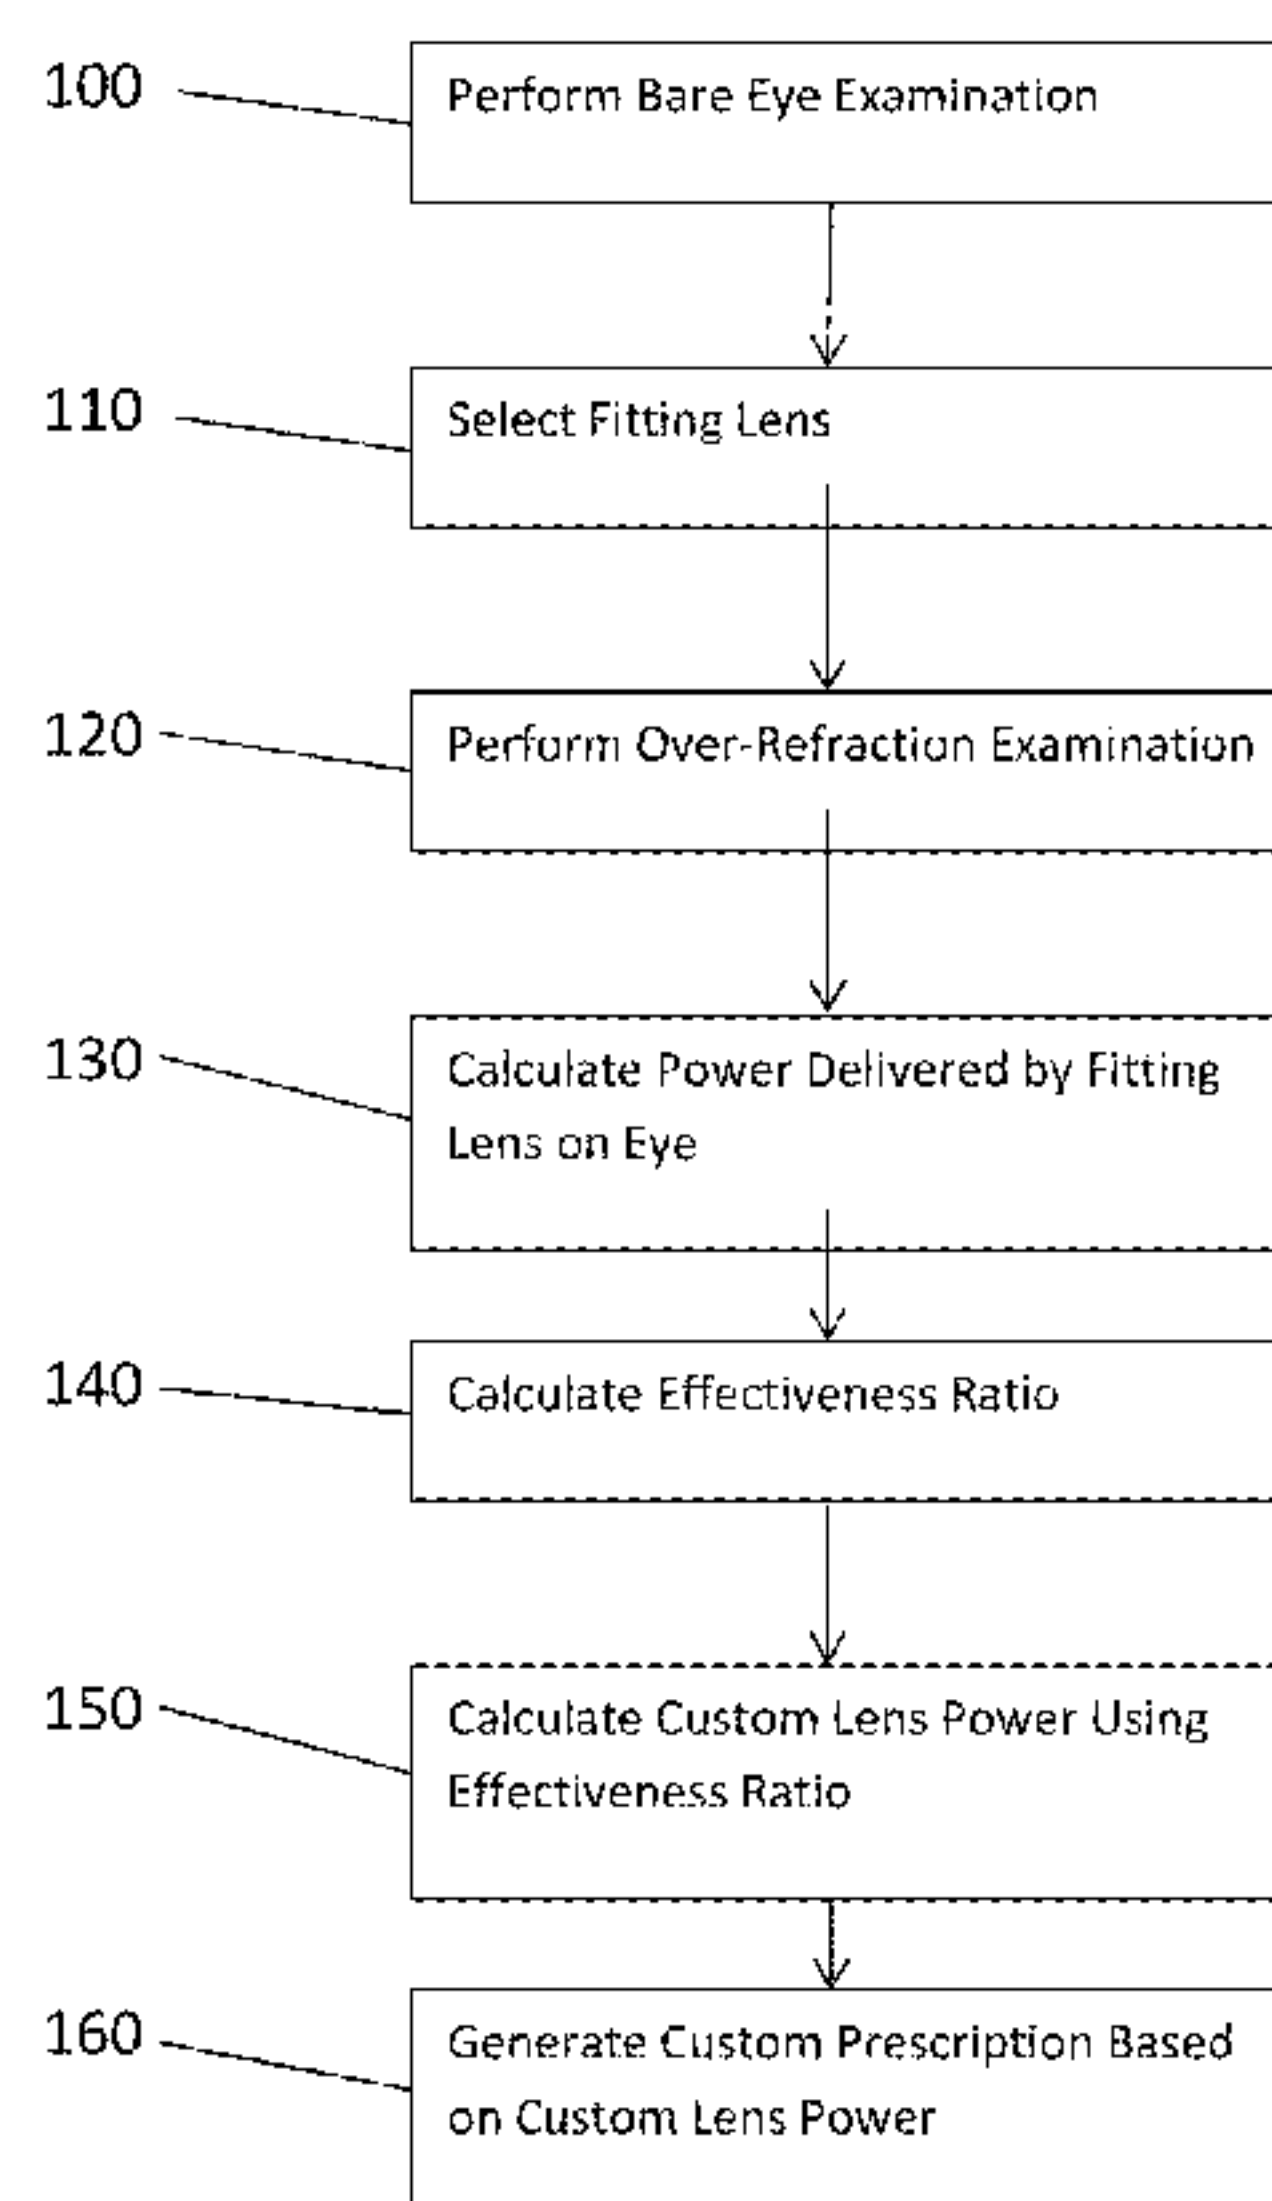 100
Perform Bare Eye Examination
110
Select Fitting Lens
120
Perform Over-Refraction Examination
130
Calculate Power Delivered by Fitting
Lens on Eye
140
Calculate Effectiveness Ratio
150
Calculate Custom Lens Power Using
Effectiveness Ratio
160
Generate Custom Prescription Based
on Custom Lens Power